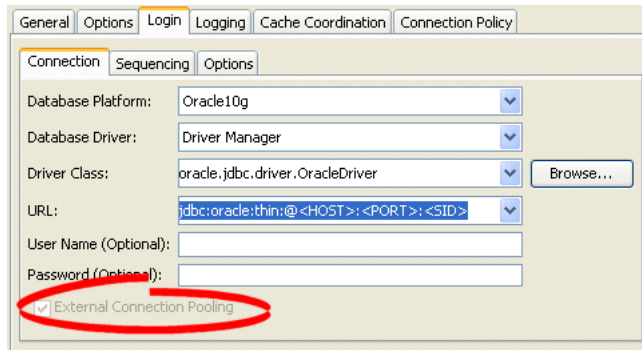 General Options Login Logging Cache Coordination Connection Policy
Connection Sequencing Options
Database Platform: Oracle10g
Database Driver: Driver Manager
Driver Class: oracle.jdbc.driver.OracleDriver Browse...
URL: jdbc:oracle:thin:@<HOST>:<PORT>:<SID>
User Name (Optional):
Password (Optional):
External Connection Pooling